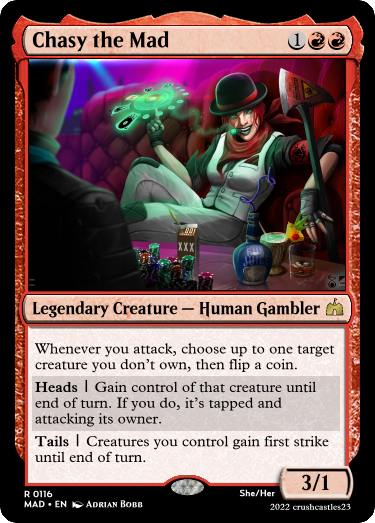 Chasy the Mad 1
XXX
Legendary Creature — Human Gambler
Whenever you attack, choose up to one target
creature you don't own, then flip a coin.
Heads | Gain control of that creature until
end of turn. If you do, it's tapped and
attacking its owner.
Tails | Creatures you control gain first strike
until end of turn.
3/1
R 0116 She/Her
MAD • EN Adrian Bobb 2022 crushcastles23